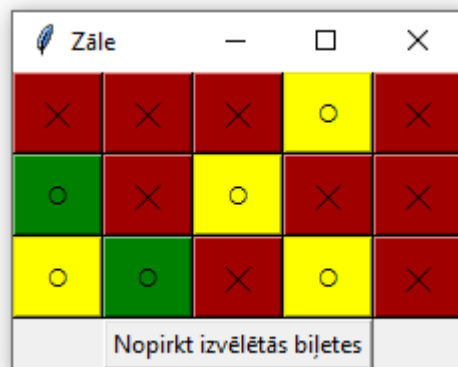 Zāle
X X X O X
O X O X X
O O X O X
Nopirkt izvēlētās biļetes